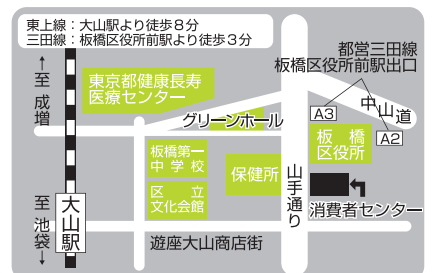 東上線：大山駅より徒歩８分
三田線：板橋区役所前駅より徒歩３分
都営三田線
板橋区役所前駅出口
↑至 成増
東京都健康長寿
医療センター
グリーンホール
A3
中山道
A2
板橋
区役所
板橋第一
中学校
保健所
山手通り
区立
文化会館
消費者センター
至 池袋↓
大山駅
遊座大山商店街